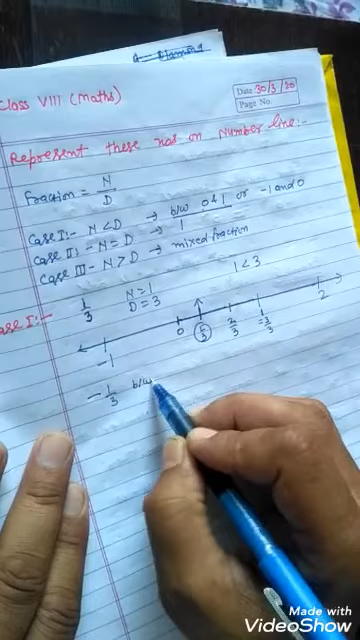 Class VIII (Maths)
Date 30/3/20
Page No.
Represent these nos on Number line:-
Fraction = N/D
Case I:- N<D → b/w 0 & 1 or -1 and 0
Case II:- N=D → 1
Case III- N>D → mixed fraction
Case I:- 1/3 N=1 D=3 1<3
-1 0 1/3 2/3 1=3/3 2
-1/3 b/w
Made with
VideoShow